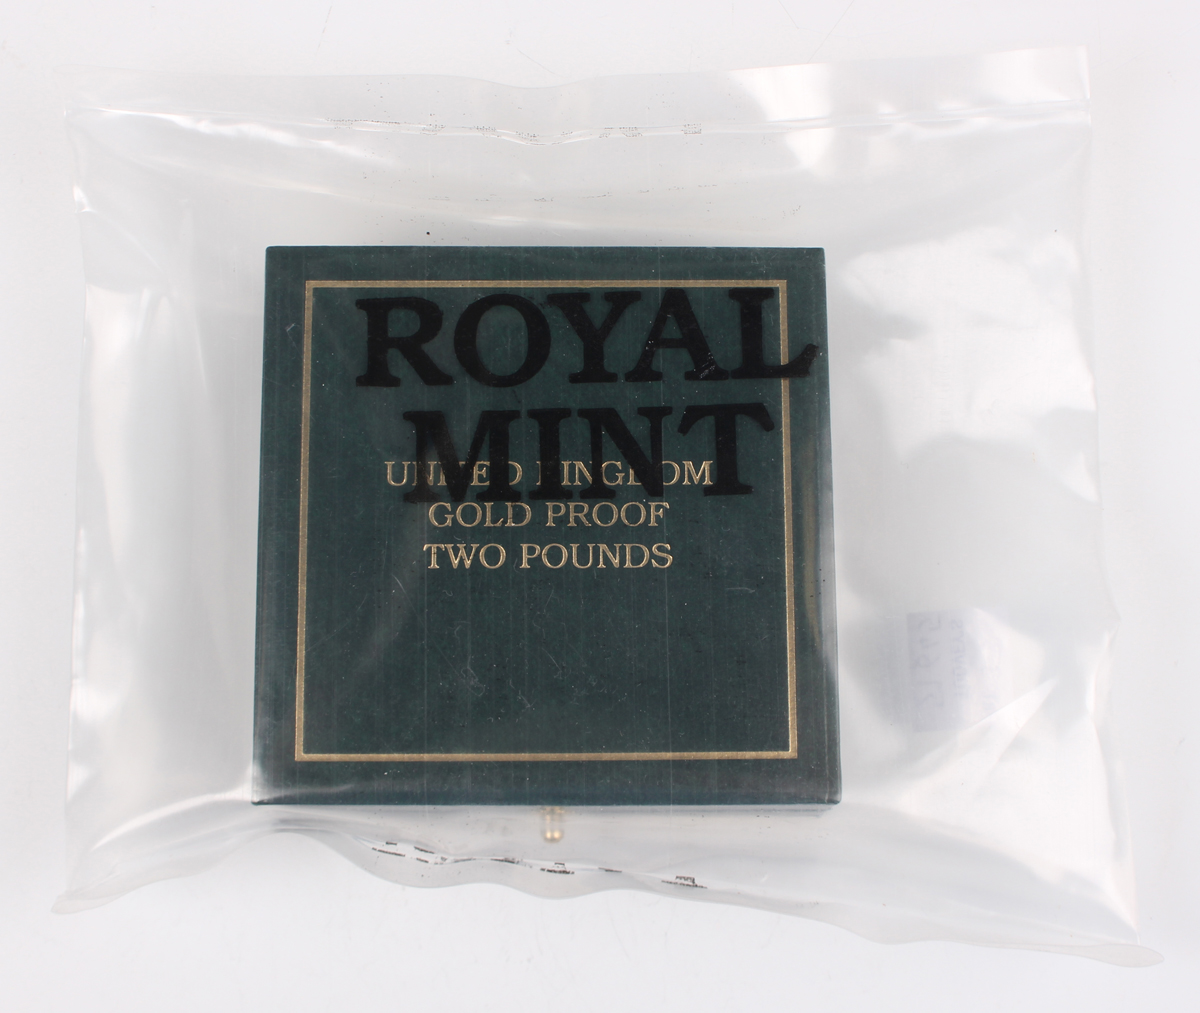 ROYAL
MINT
UNITED KINGDOM
GOLD PROOF
TWO POUNDS